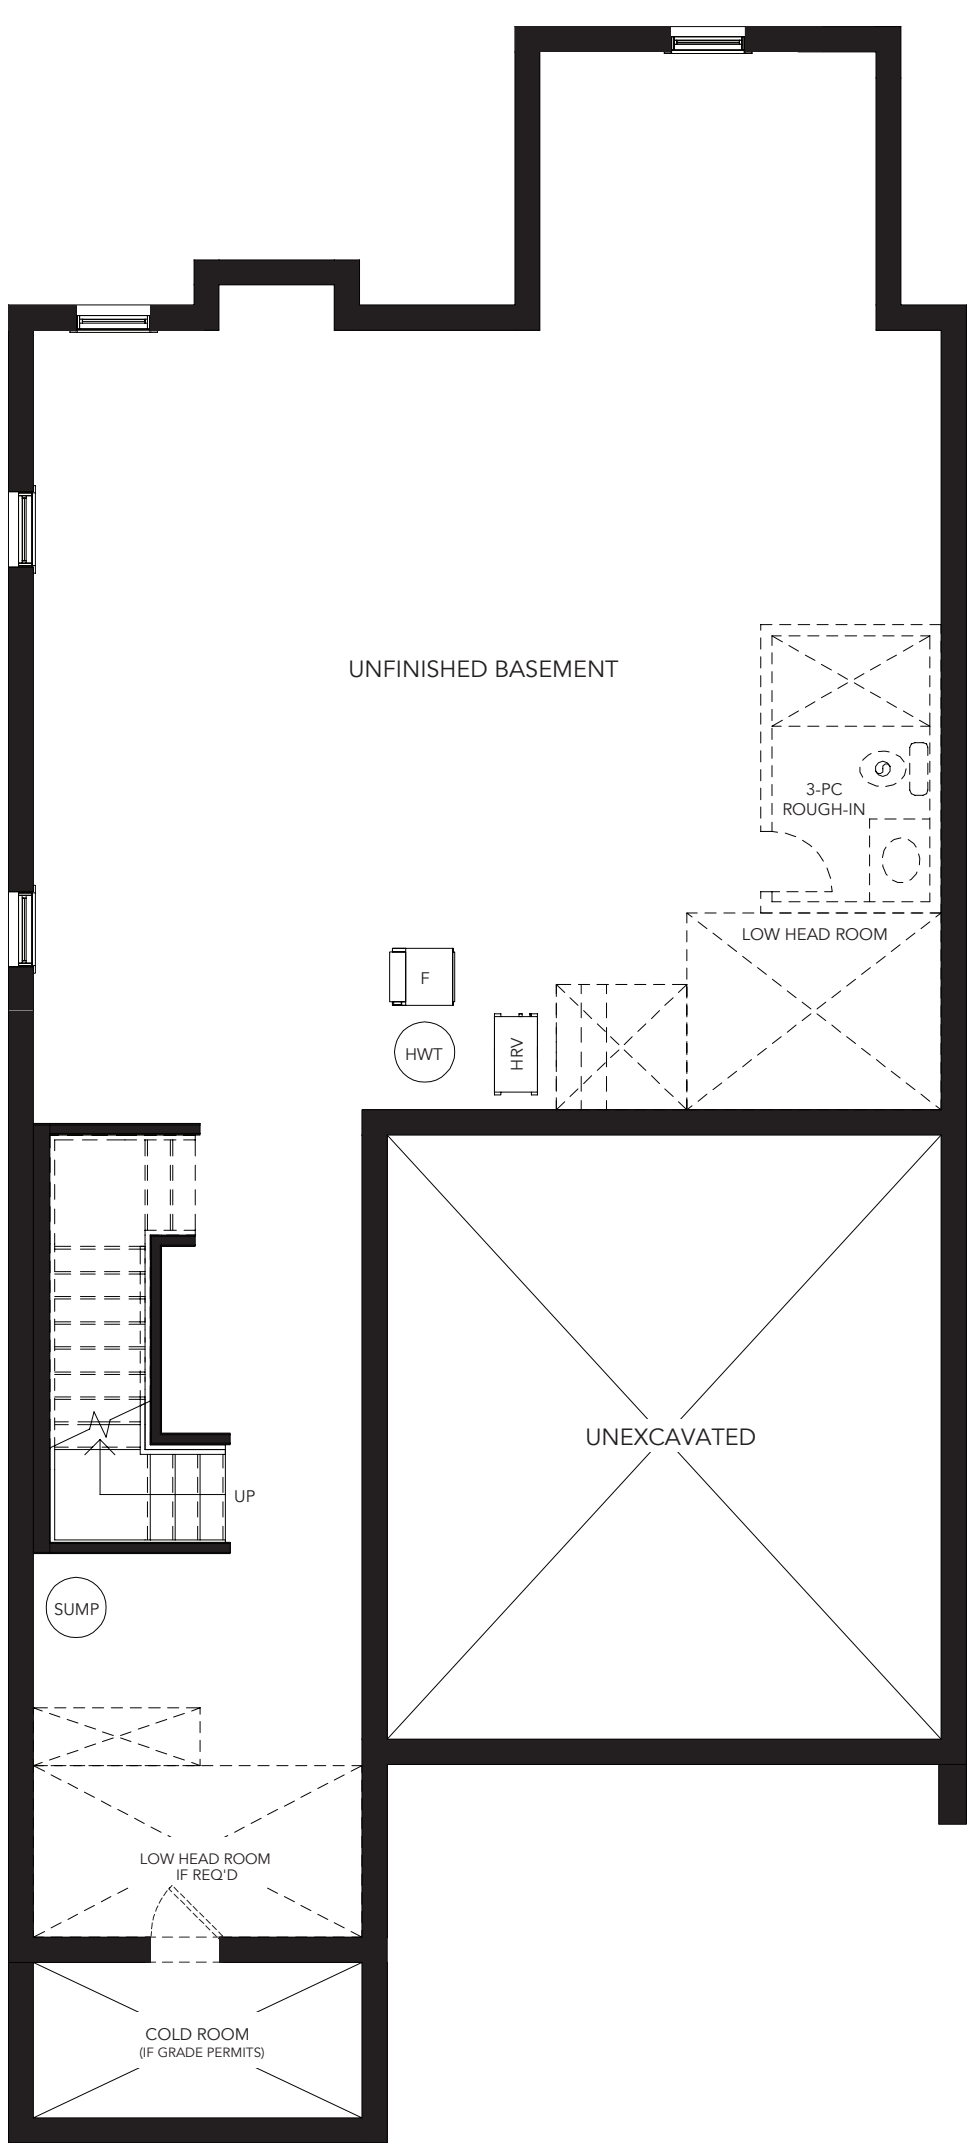 UNFINISHED BASEMENT
3-PC
ROUGH-IN
LOW HEAD ROOM
F
HWT
HRV
UNEXCAVATED
UP
SUMP
LOW HEAD ROOM
IF REQ'D
COLD ROOM
(IF GRADE PERMITS)